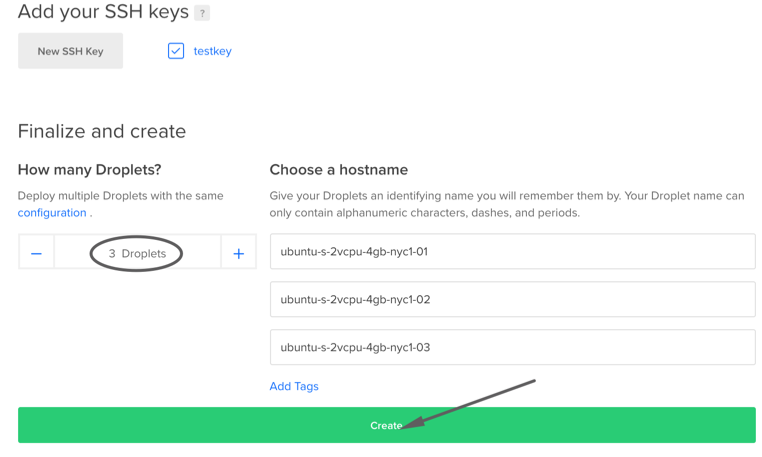 Add your SSH keys ?
New SSH Key
testkey
Finalize and create
How many Droplets?
Deploy multiple Droplets with the same
configuration .
3 Droplets
Choose a hostname
Give your Droplets an identifying name you will remember them by. Your Droplet name can
only contain alphanumeric characters, dashes, and periods.
ubuntu-s-2vcpu-4gb-nyc1-01
ubuntu-s-2vcpu-4gb-nyc1-02
ubuntu-s-2vcpu-4gb-nyc1-03
Add Tags
Create